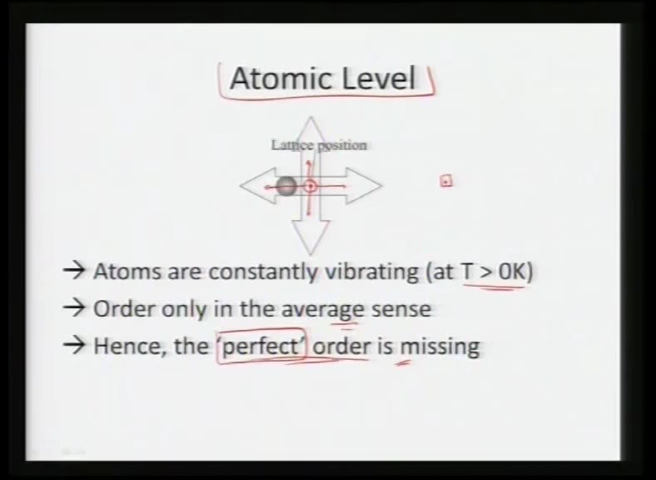 Atomic Level
Lattice position
→ Atoms are constantly vibrating (at T > 0K)
→ Order only in the average sense
→ Hence, the 'perfect' order is missing